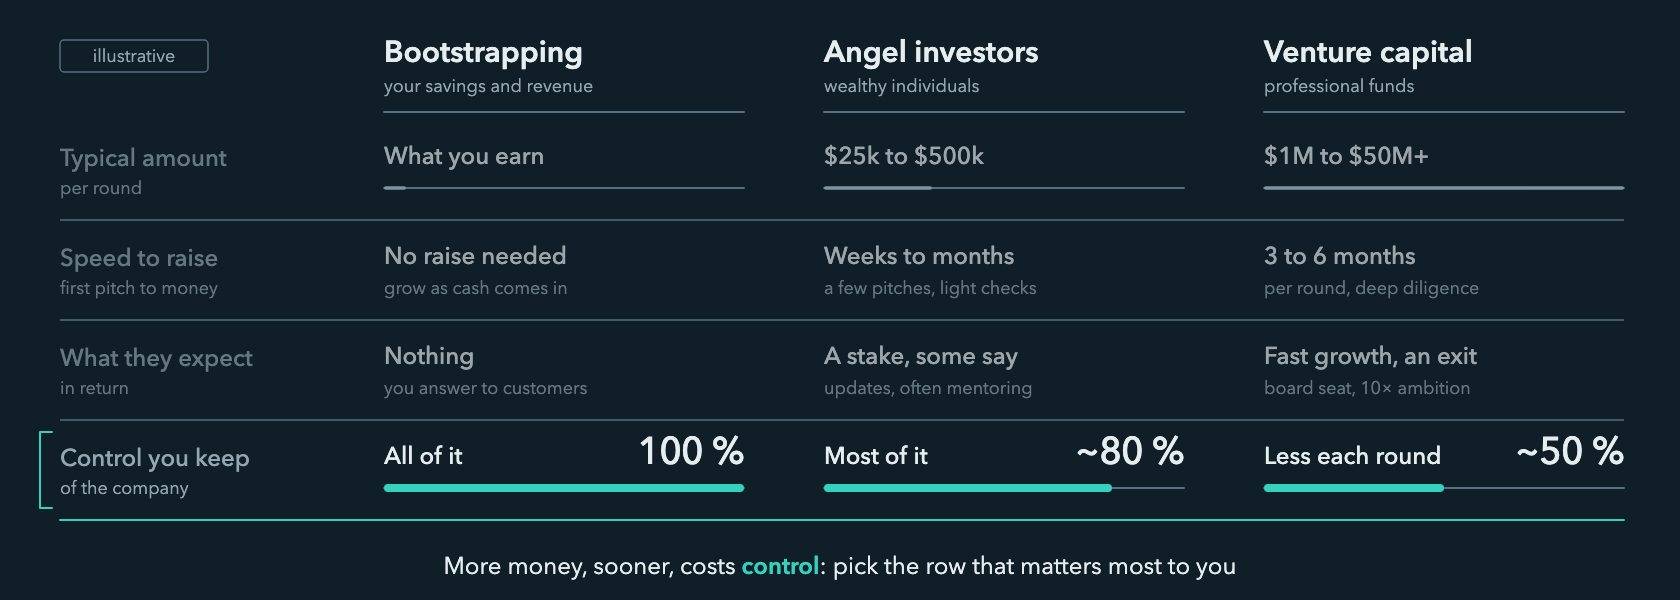 illustrative
Bootstrapping
your savings and revenue
Angel investors
wealthy individuals
Venture capital
professional funds
Typical amount
per round
What you earn
$25k to $500k
$1M to $50M+
Speed to raise
first pitch to money
No raise needed
grow as cash comes in
Weeks to months
a few pitches, light checks
3 to 6 months
per round, deep diligence
What they expect
in return
Nothing
you answer to customers
A stake, some say
updates, often mentoring
Fast growth, an exit
board seat, 10× ambition
Control you keep
of the company
All of it 100 %
Most of it ~80 %
Less each round ~50 %
More money, sooner, costs control: pick the row that matters most to you